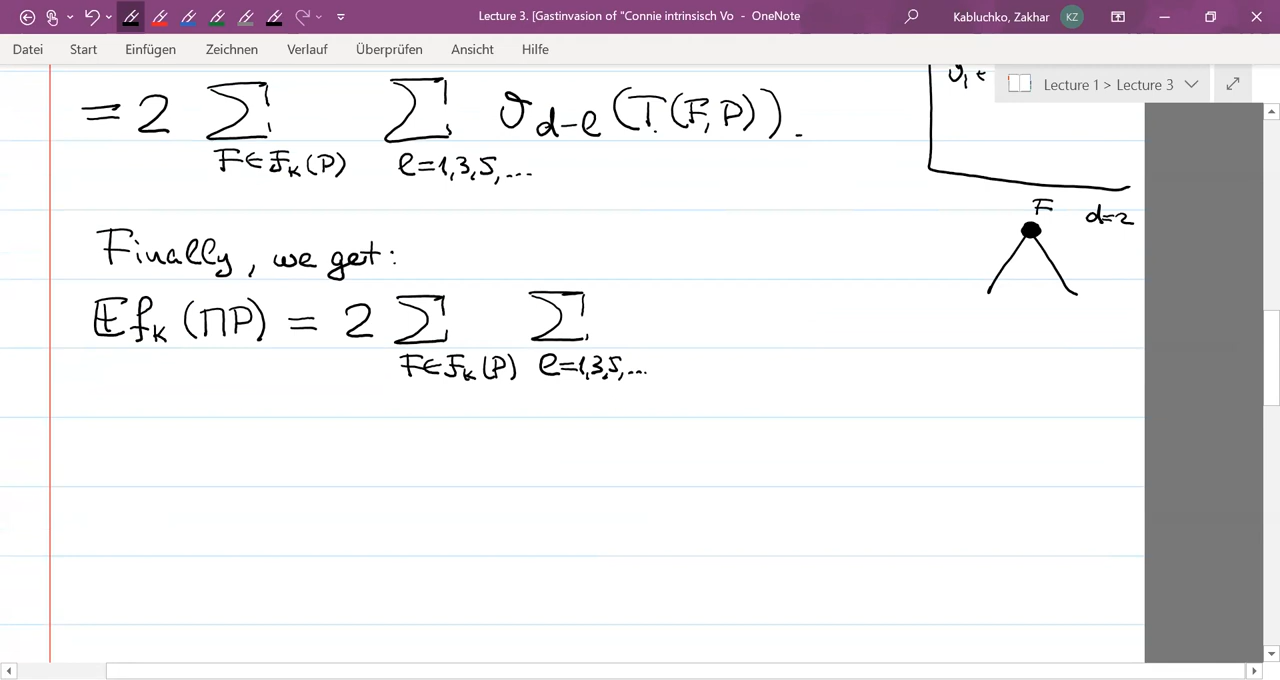 Lecture 3. [Gastinvasion of "Connie intrinsisch Vo - OneNote
Kabluchko, Zakhar KZ
Datei Start Einfügen Zeichnen Verlauf Überprüfen Ansicht Hilfe
Lecture 1 > Lecture 3
= 2 ∑_{F∈F_k(P)} ∑_{l=1,3,5,...} υ_{d-l}(T(F,P)).
F d=2
Finally, we get:
𝔼f_k(ΠP) = 2 ∑_{F∈F_k(P)} ∑_{l=1,3,5,...}